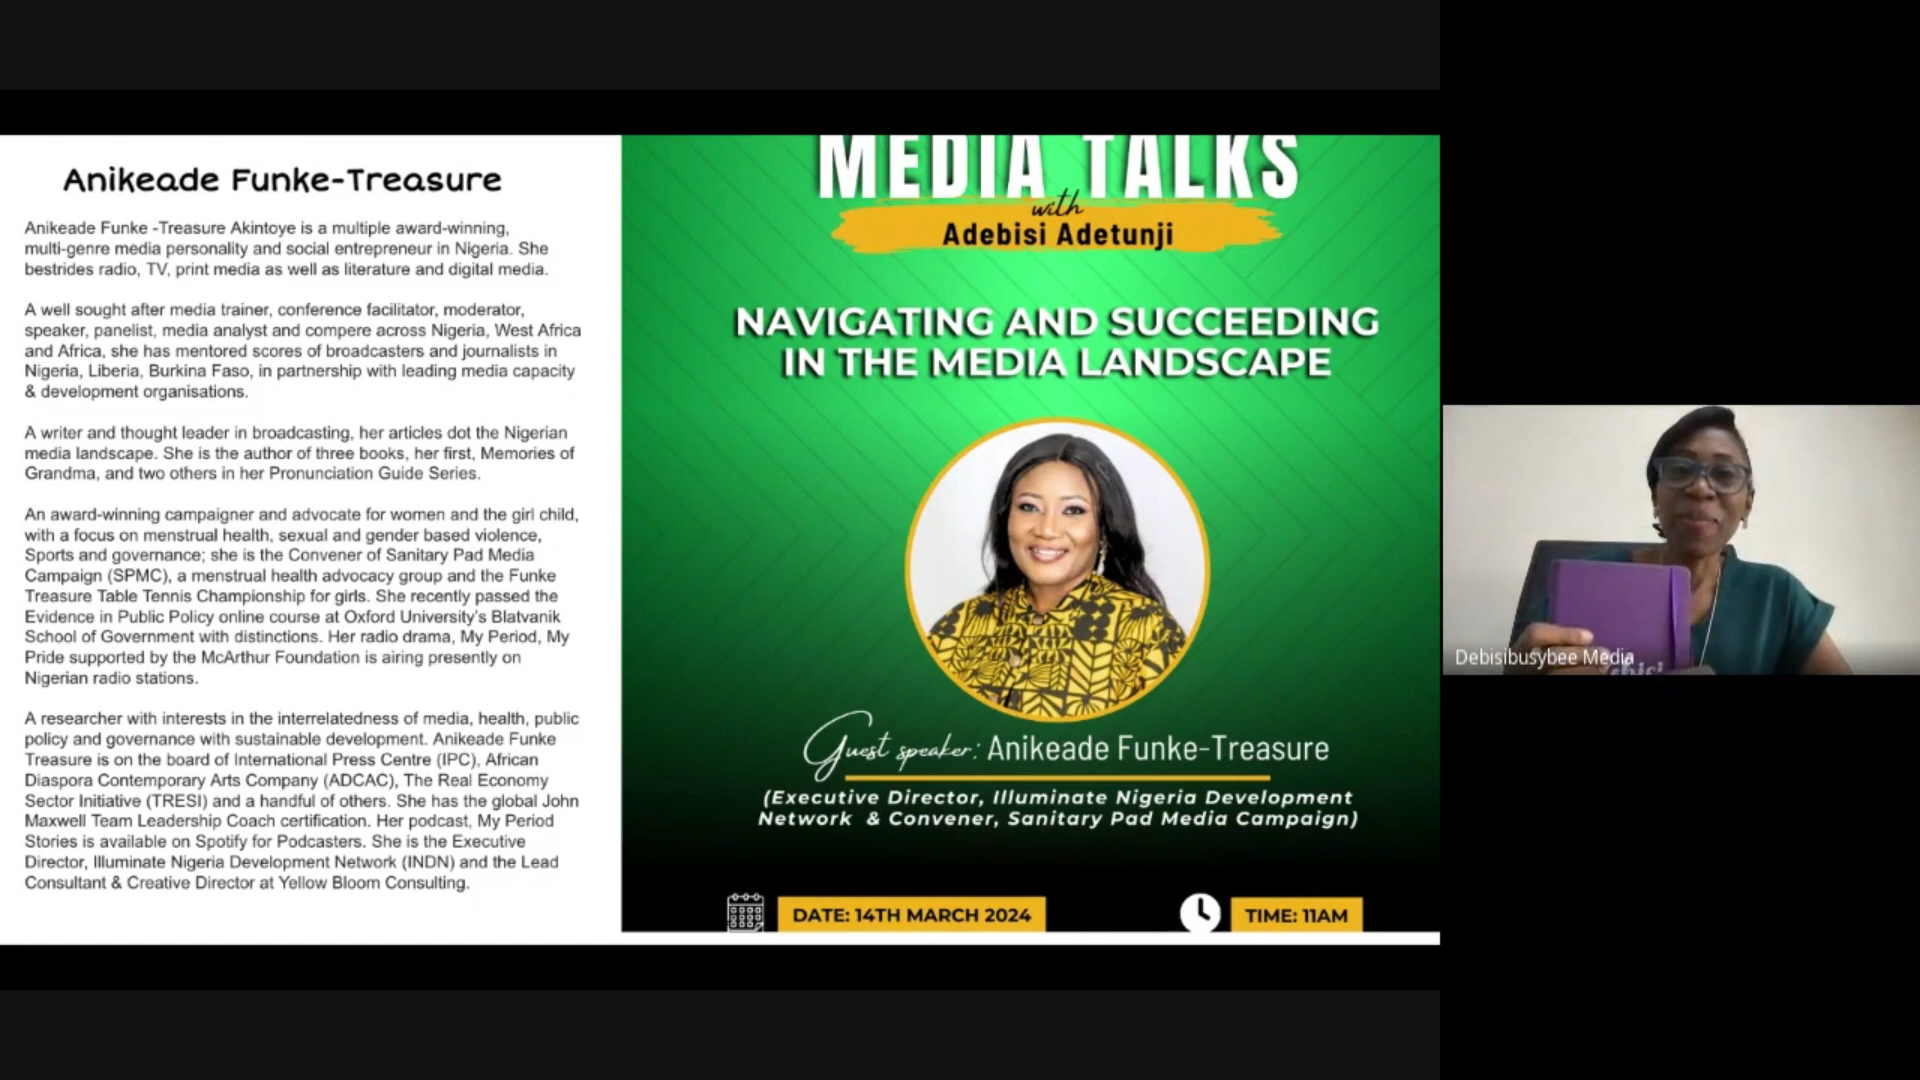 Anikeade Funke-Treasure
Anikeade Funke -Treasure Akintoye is a multiple award-winning,
multi-genre media personality and social entrepreneur in Nigeria. She
bestrides radio, TV, print media as well as literature and digital media.
A well sought after media trainer, conference facilitator, moderator,
speaker, panelist, media analyst and compere across Nigeria, West Africa
and Africa, she has mentored scores of broadcasters and journalists in
Nigeria, Liberia, Burkina Faso, in partnership with leading media capacity
& development organisations.
A writer and thought leader in broadcasting, her articles dot the Nigerian
media landscape. She is the author of three books, her first, Memories of
Grandma, and two others in her Pronunciation Guide Series.
An award-winning campaigner and advocate for women and the girl child,
with a focus on menstrual health, sexual and gender based violence,
Sports and governance; she is the Convener of Sanitary Pad Media
Campaign (SPMC), a menstrual health advocacy group and the Funke
Treasure Table Tennis Championship for girls. She recently passed the
Evidence in Public Policy online course at Oxford University's Blatvanik
School of Government with distinctions. Her radio drama, My Period, My
Pride supported by the McArthur Foundation is airing presently on
Nigerian radio stations.
A researcher with interests in the interrelatedness of media, health, public
policy and governance with sustainable development. Anikeade Funke
Treasure is on the board of International Press Centre (IPC), African
Diaspora Contemporary Arts Company (ADCAC), The Real Economy
Sector Initiative (TRESI) and a handful of others. She has the global John
Maxwell Team Leadership Coach certification. Her podcast, My Period
Stories is available on Spotify for Podcasters. She is the Executive
Director, Illuminate Nigeria Development Network (INDN) and the Lead
Consultant & Creative Director at Yellow Bloom Consulting.
MEDIA TALKS
with
Adebisi Adetunji
NAVIGATING AND SUCCEEDING
IN THE MEDIA LANDSCAPE
Guest speaker: Anikeade Funke-Treasure
(Executive Director, Illuminate Nigeria Development
Network & Convener, Sanitary Pad Media Campaign)
DATE: 14TH MARCH 2024
TIME: 11AM
Debisibusybee Media